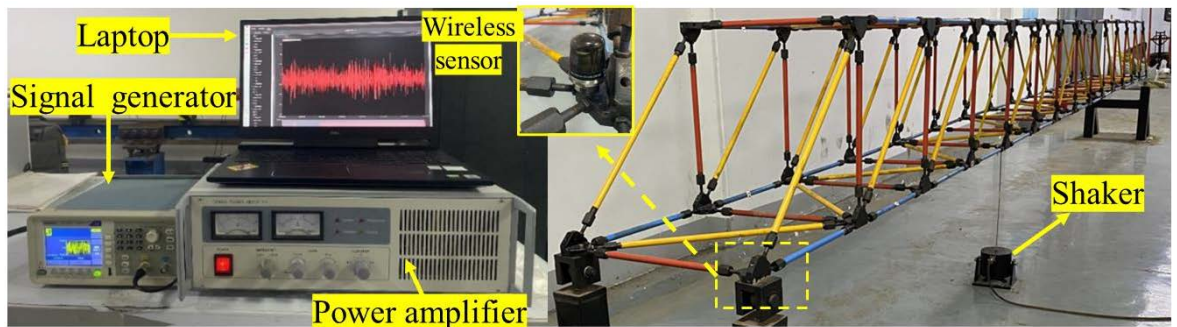 Laptop
Wireless
sensor
Signal generator
Power amplifier
Shaker